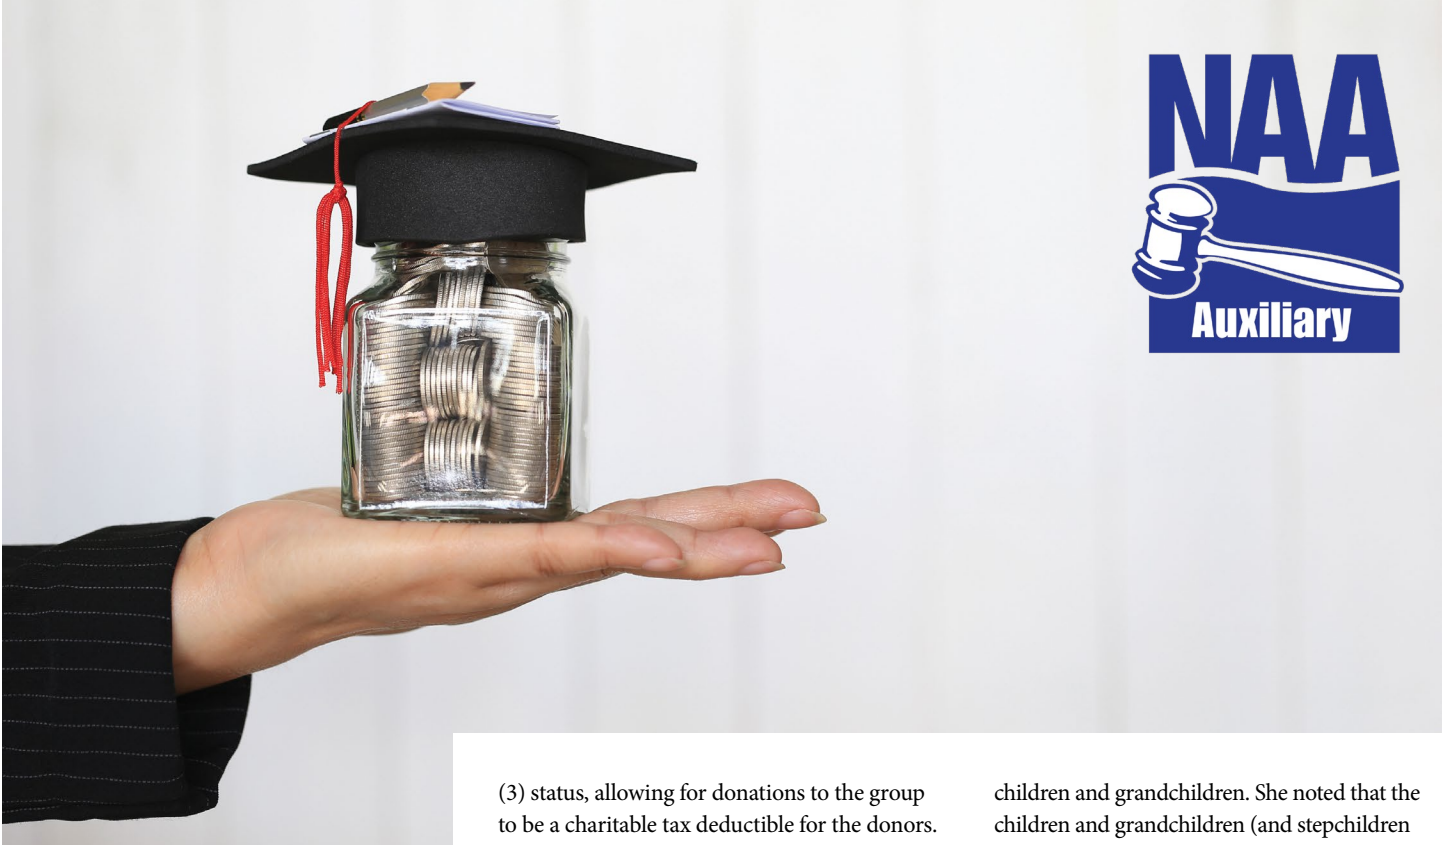 NAA
Auxiliary
(3) status, allowing for donations to the group
to be a charitable tax deductible for the donors.
children and grandchildren. She noted that the
children and grandchildren (and stepchildren